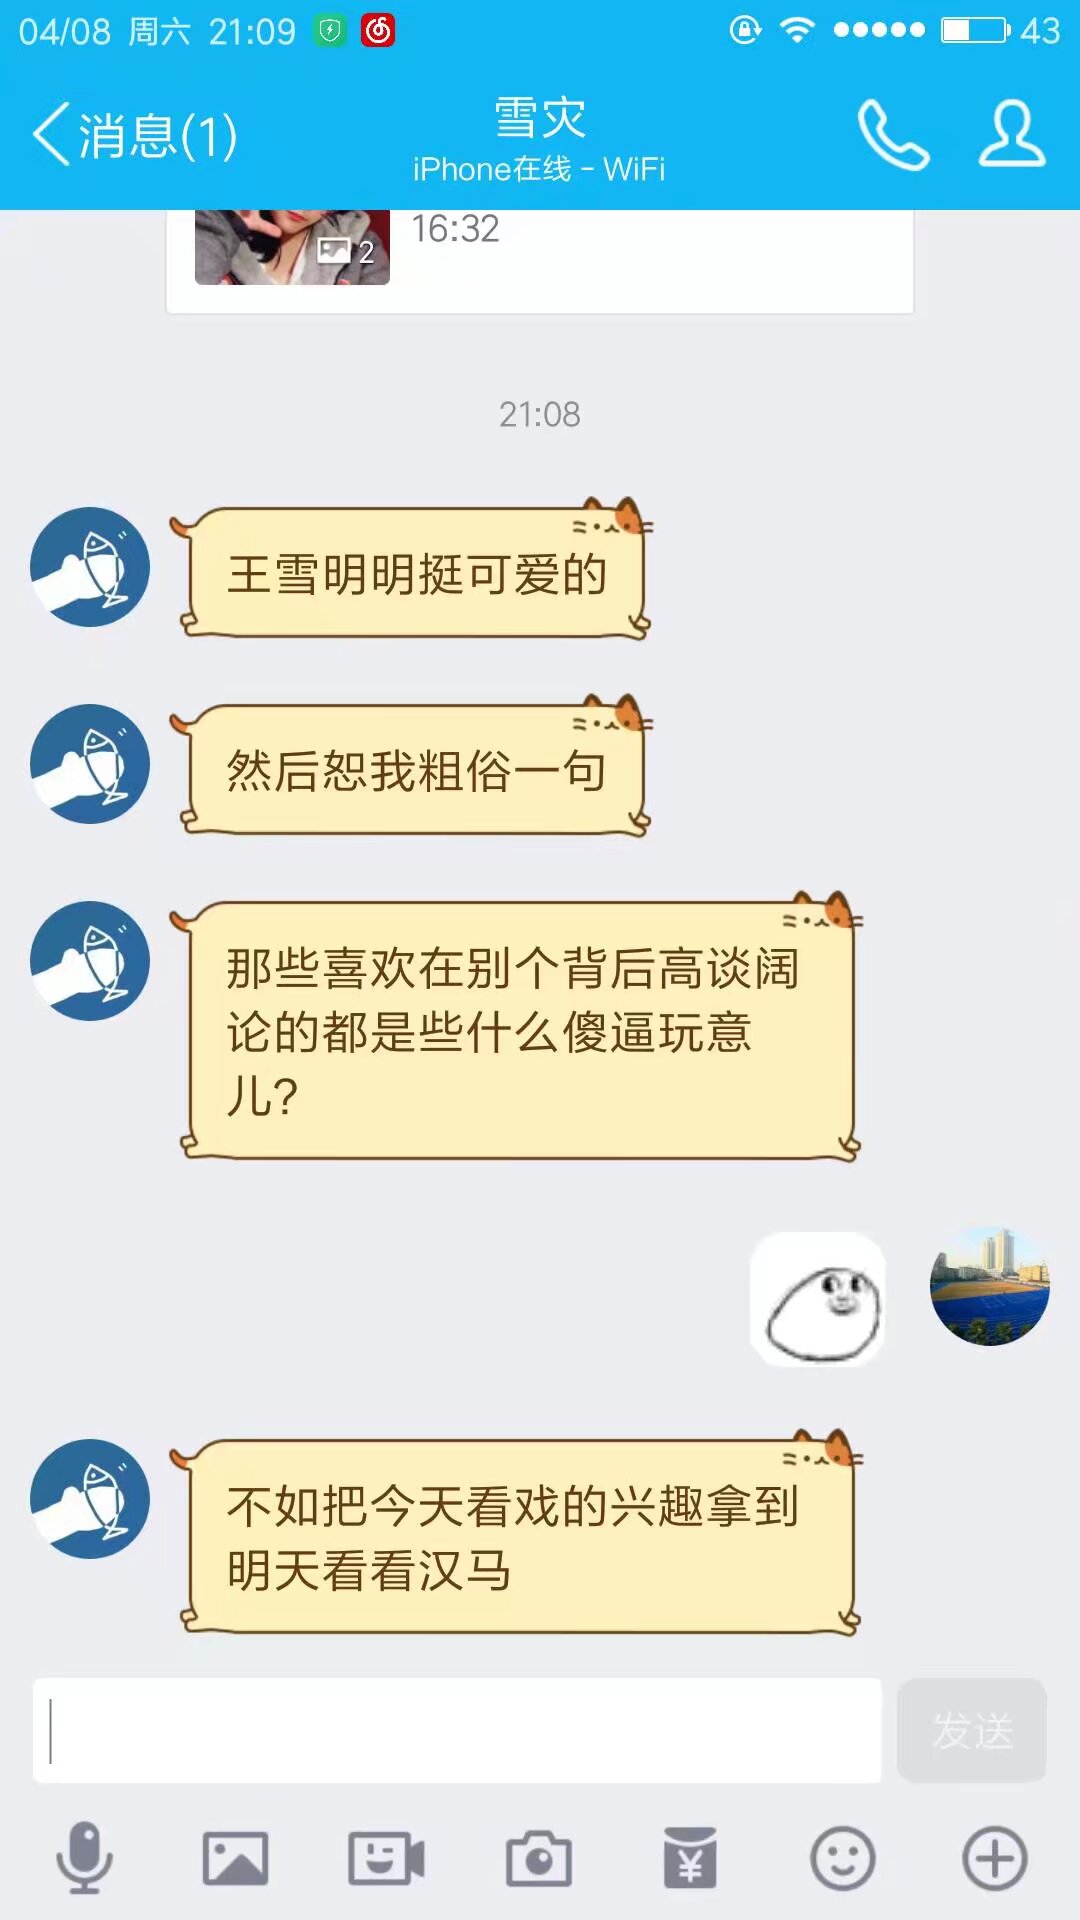 04/08 周六 21:09
43
消息(1)
雪灾
iPhone在线 – WiFi
16:32
2
21:08
王雪明明挺可爱的
然后恕我粗俗一句
那些喜欢在别个背后高谈阔
论的都是些什么傻逼玩意
儿?
不如把今天看戏的兴趣拿到
明天看看汉马
发送